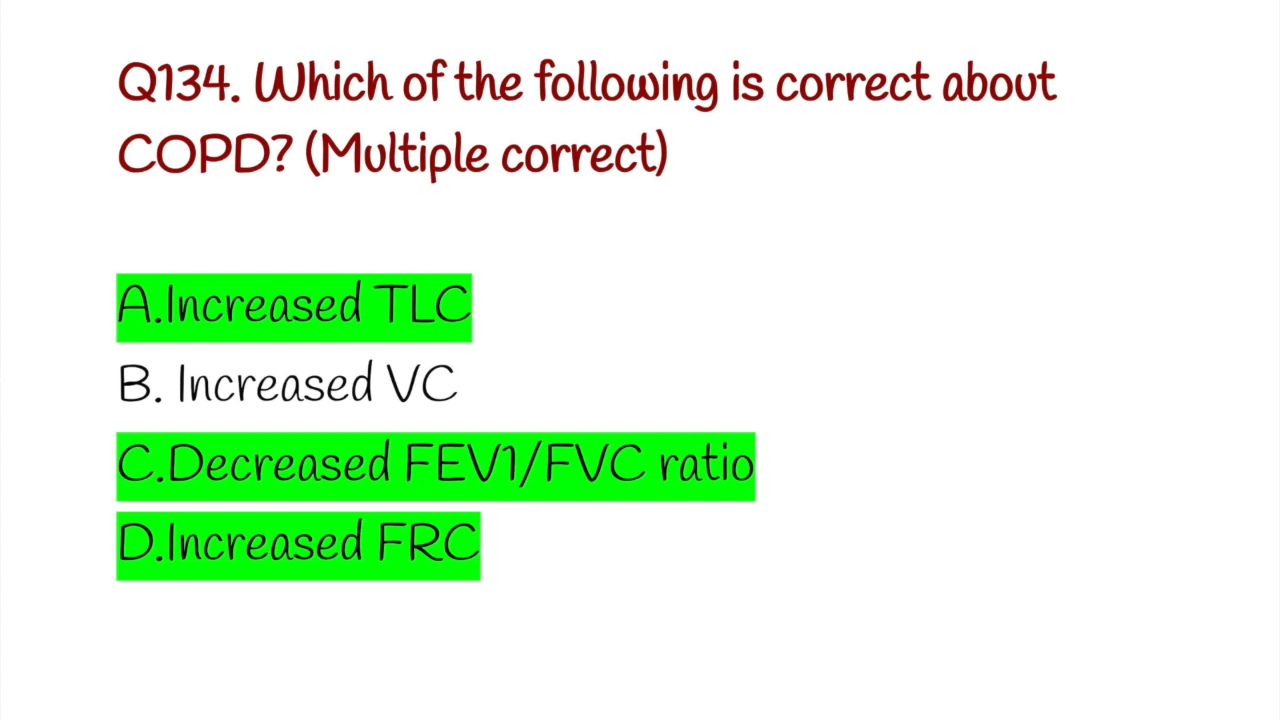 Q134. Which of the following is correct about
COPD? (Multiple correct)
A.Increased TLC
B. Increased VC
C.Decreased FEV1/FVC ratio
D.Increased FRC